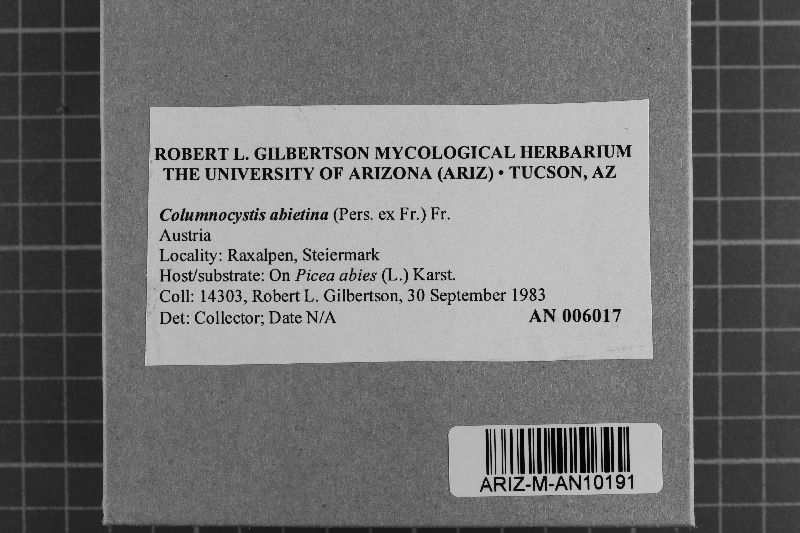 ROBERT L. GILBERTSON MYCOLOGICAL HERBARIUM
THE UNIVERSITY OF ARIZONA (ARIZ) • TUCSON, AZ
Columnocystis abietina (Pers. ex Fr.) Fr.
Austria
Locality: Raxalpen, Steiermark
Host/substrate: On Picea abies (L.) Karst.
Coll: 14303, Robert L. Gilbertson, 30 September 1983
Det: Collector; Date N/A AN 006017
ARIZ-M-AN10191